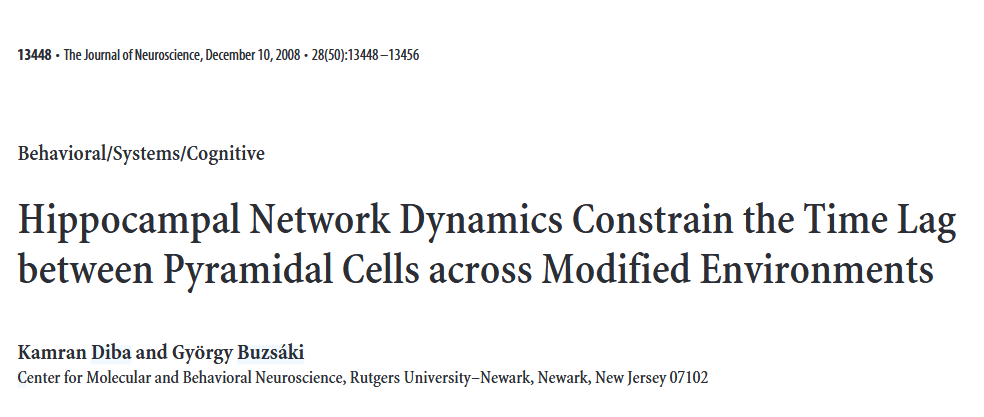 13448 • The Journal of Neuroscience, December 10, 2008 • 28(50):13448–13456
Behavioral/Systems/Cognitive
Hippocampal Network Dynamics Constrain the Time Lag
between Pyramidal Cells across Modified Environments
Kamran Diba and György Buzsáki
Center for Molecular and Behavioral Neuroscience, Rutgers University–Newark, Newark, New Jersey 07102